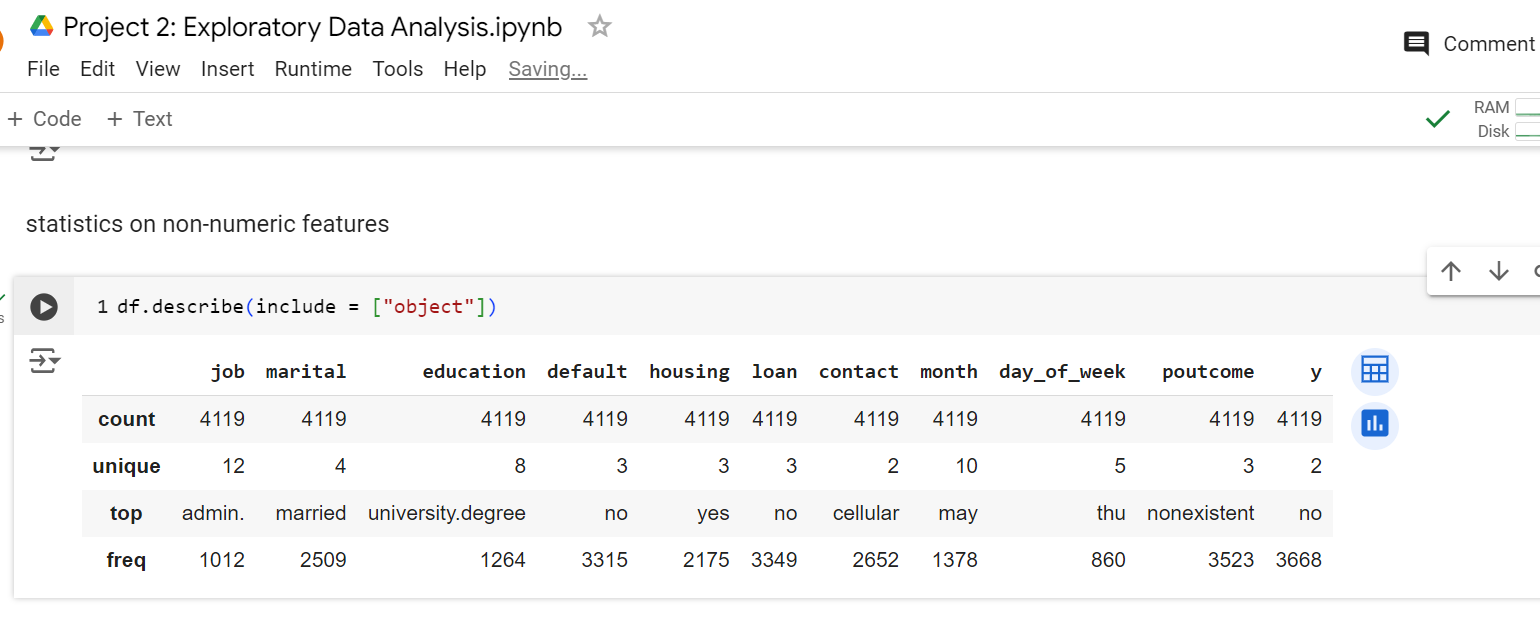 Project 2: Exploratory Data Analysis.ipynb
Comment
File Edit View Insert Runtime Tools Help Saving...
+ Code + Text
RAM
Disk
statistics on non-numeric features
1 df.describe(include = ["object"])
job marital education default housing loan contact month day_of_week poutcome y
count 4119 4119 4119 4119 4119 4119 4119 4119 4119 4119 4119
unique 12 4 8 3 3 3 2 10 5 3 2
top admin. married university.degree no yes no cellular may thu nonexistent no
freq 1012 2509 1264 3315 2175 3349 2652 1378 860 3523 3668